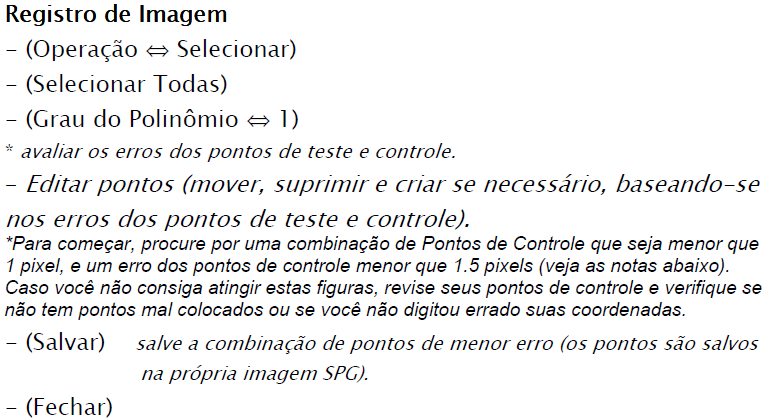 Registro de Imagem
- (Operação ⇔ Selecionar)
- (Selecionar Todas)
- (Grau do Polinômio ⇔ 1)
* avaliar os erros dos pontos de teste e controle.
- Editar pontos (mover, suprimir e criar se necessário, baseando-se
nos erros dos pontos de teste e controle).
*Para começar, procure por uma combinação de Pontos de Controle que seja menor que
1 pixel, e um erro dos pontos de controle menor que 1.5 pixels (veja as notas abaixo).
Caso você não consiga atingir estas figuras, revise seus pontos de controle e verifique se
não tem pontos mal colocados ou se você não digitou errado suas coordenadas.
- (Salvar) salve a combinação de pontos de menor erro (os pontos são salvos
na própria imagem SPG).
- (Fechar)